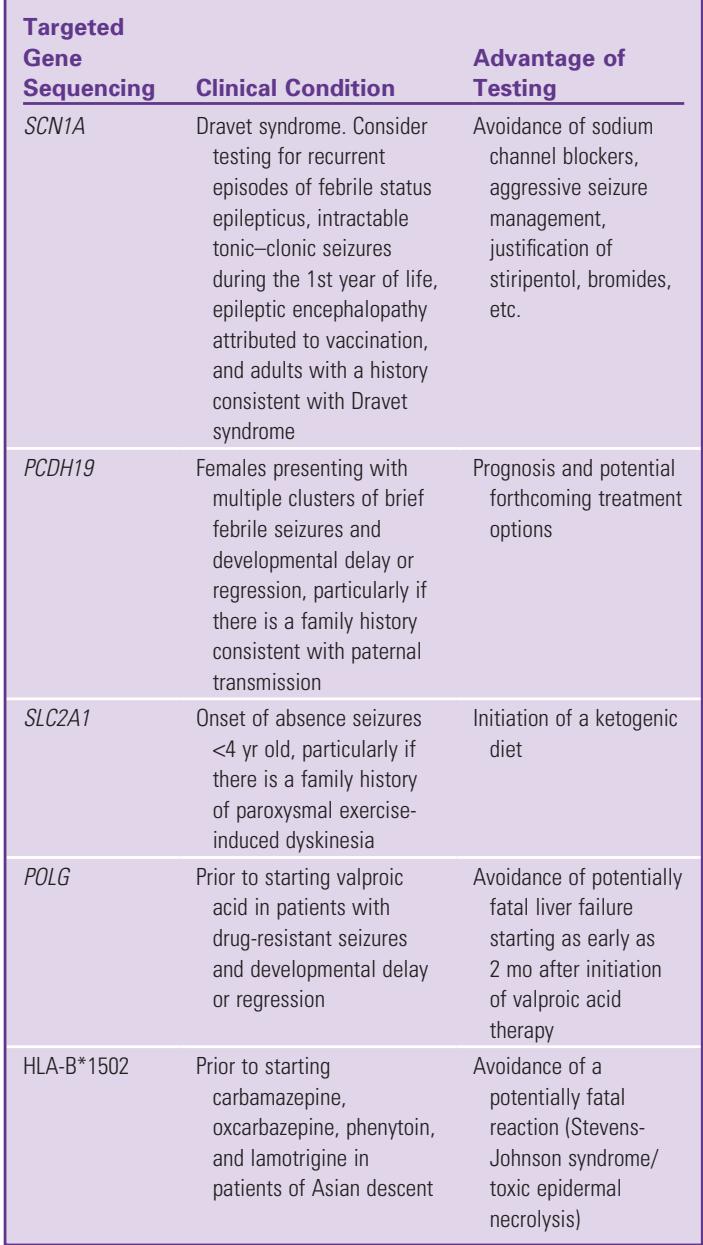 Targeted
Gene
Sequencing
Clinical Condition
Advantage of
Testing
SCN1A
Dravet syndrome. Consider
testing for recurrent
episodes of febrile status
epilepticus, intractable
tonic–clonic seizures
during the 1st year of life,
epileptic encephalopathy
attributed to vaccination,
and adults with a history
consistent with Dravet
syndrome
Avoidance of sodium
channel blockers,
aggressive seizure
management,
justification of
stiripentol, bromides,
etc.
PCDH19
Females presenting with
multiple clusters of brief
febrile seizures and
developmental delay or
regression, particularly if
there is a family history
consistent with paternal
transmission
Prognosis and potential
forthcoming treatment
options
SLC2A1
Onset of absence seizures
<4 yr old, particularly if
there is a family history
of paroxysmal exercise-
induced dyskinesia
Initiation of a ketogenic
diet
POLG
Prior to starting valproic
acid in patients with
drug-resistant seizures
and developmental delay
or regression
Avoidance of potentially
fatal liver failure
starting as early as
2 mo after initiation
of valproic acid
therapy
HLA-B*1502
Prior to starting
carbamazepine,
oxcarbazepine, phenytoin,
and lamotrigine in
patients of Asian descent
Avoidance of a
potentially fatal
reaction (Stevens-
Johnson syndrome/
toxic epidermal
necrolysis)